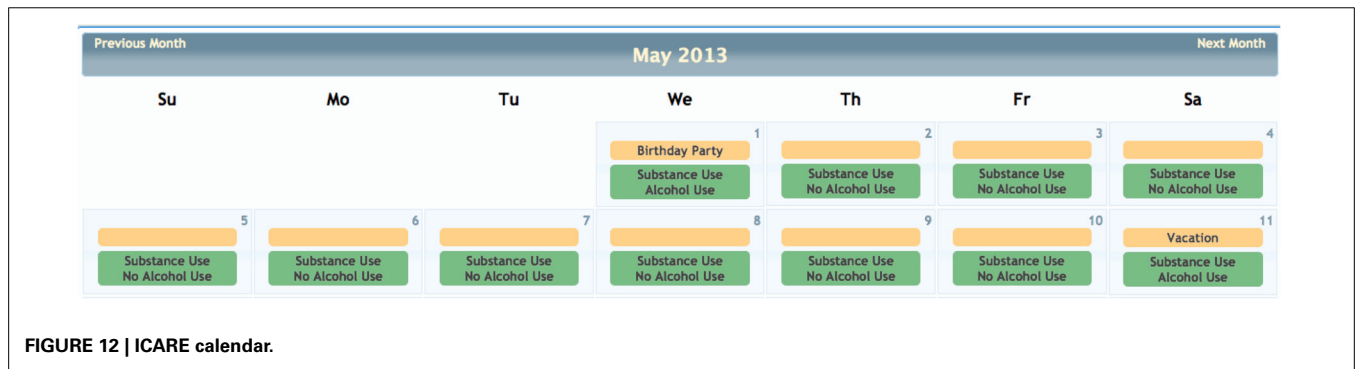 Previous Month
May 2013
Next Month
Su Mo Tu We Th Fr Sa
1 2 3 4
Birthday Party
Substance Use Substance Use Substance Use Substance Use
Alcohol Use No Alcohol Use No Alcohol Use No Alcohol Use
5 6 7 8 9 10 11
Vacation
Substance Use Substance Use Substance Use Substance Use Substance Use Substance Use Substance Use
No Alcohol Use No Alcohol Use No Alcohol Use No Alcohol Use No Alcohol Use No Alcohol Use Alcohol Use
FIGURE 12 | ICARE calendar.